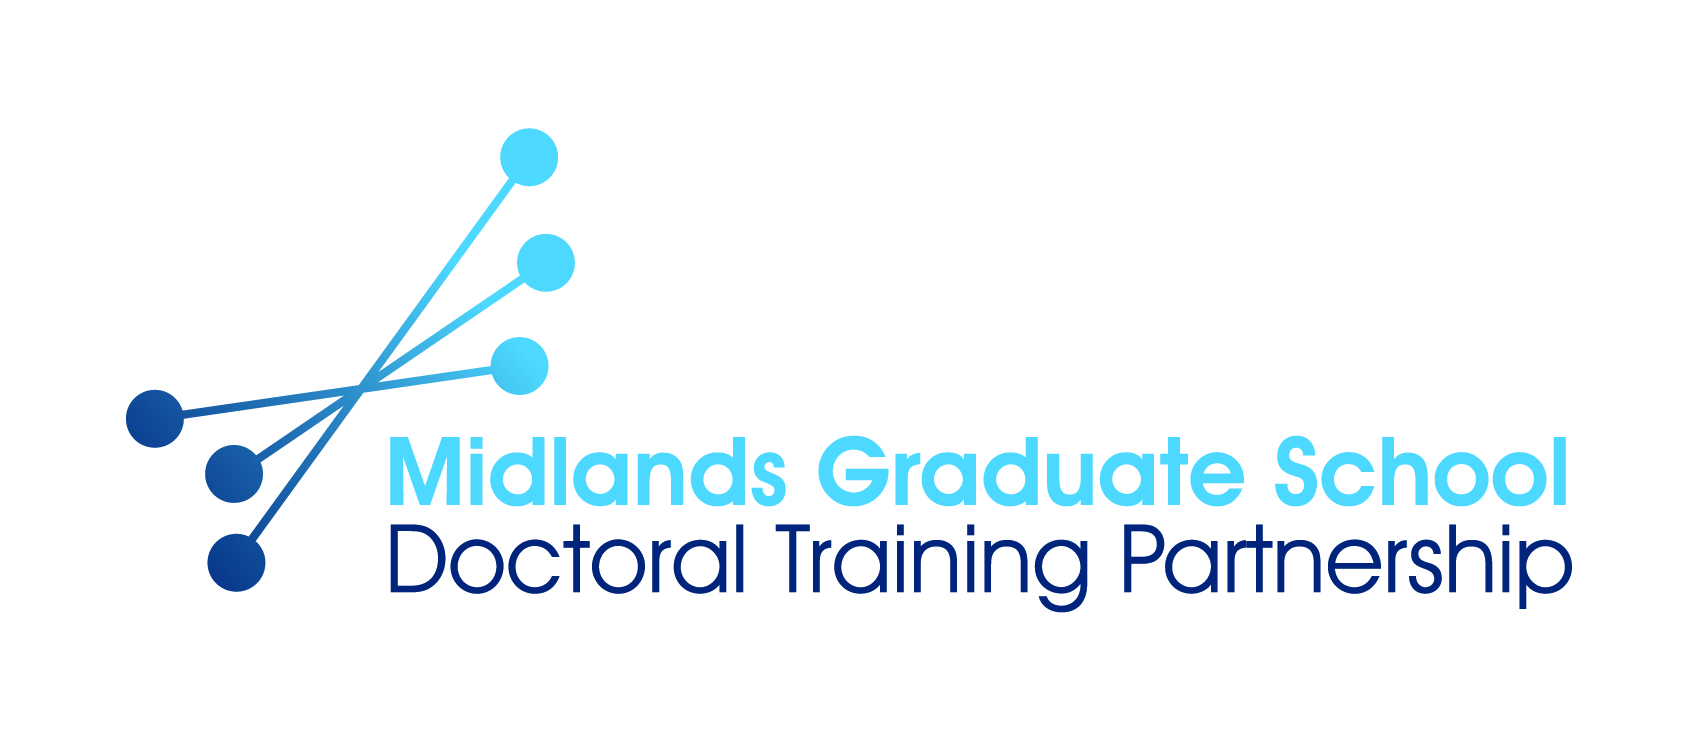 Midlands Graduate School
Doctoral Training Partnership